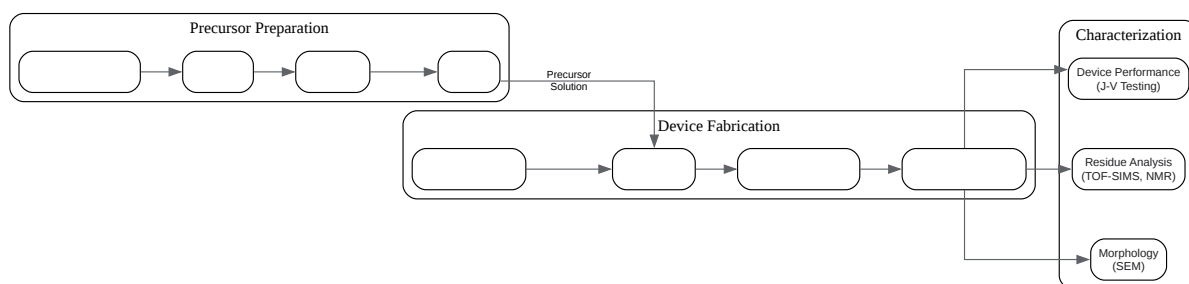 Precursor Preparation
Precursor
Solution
Device Fabrication
Characterization
Device Performance
(J-V Testing)
Residue Analysis
(TOF-SIMS, NMR)
Morphology
(SEM)